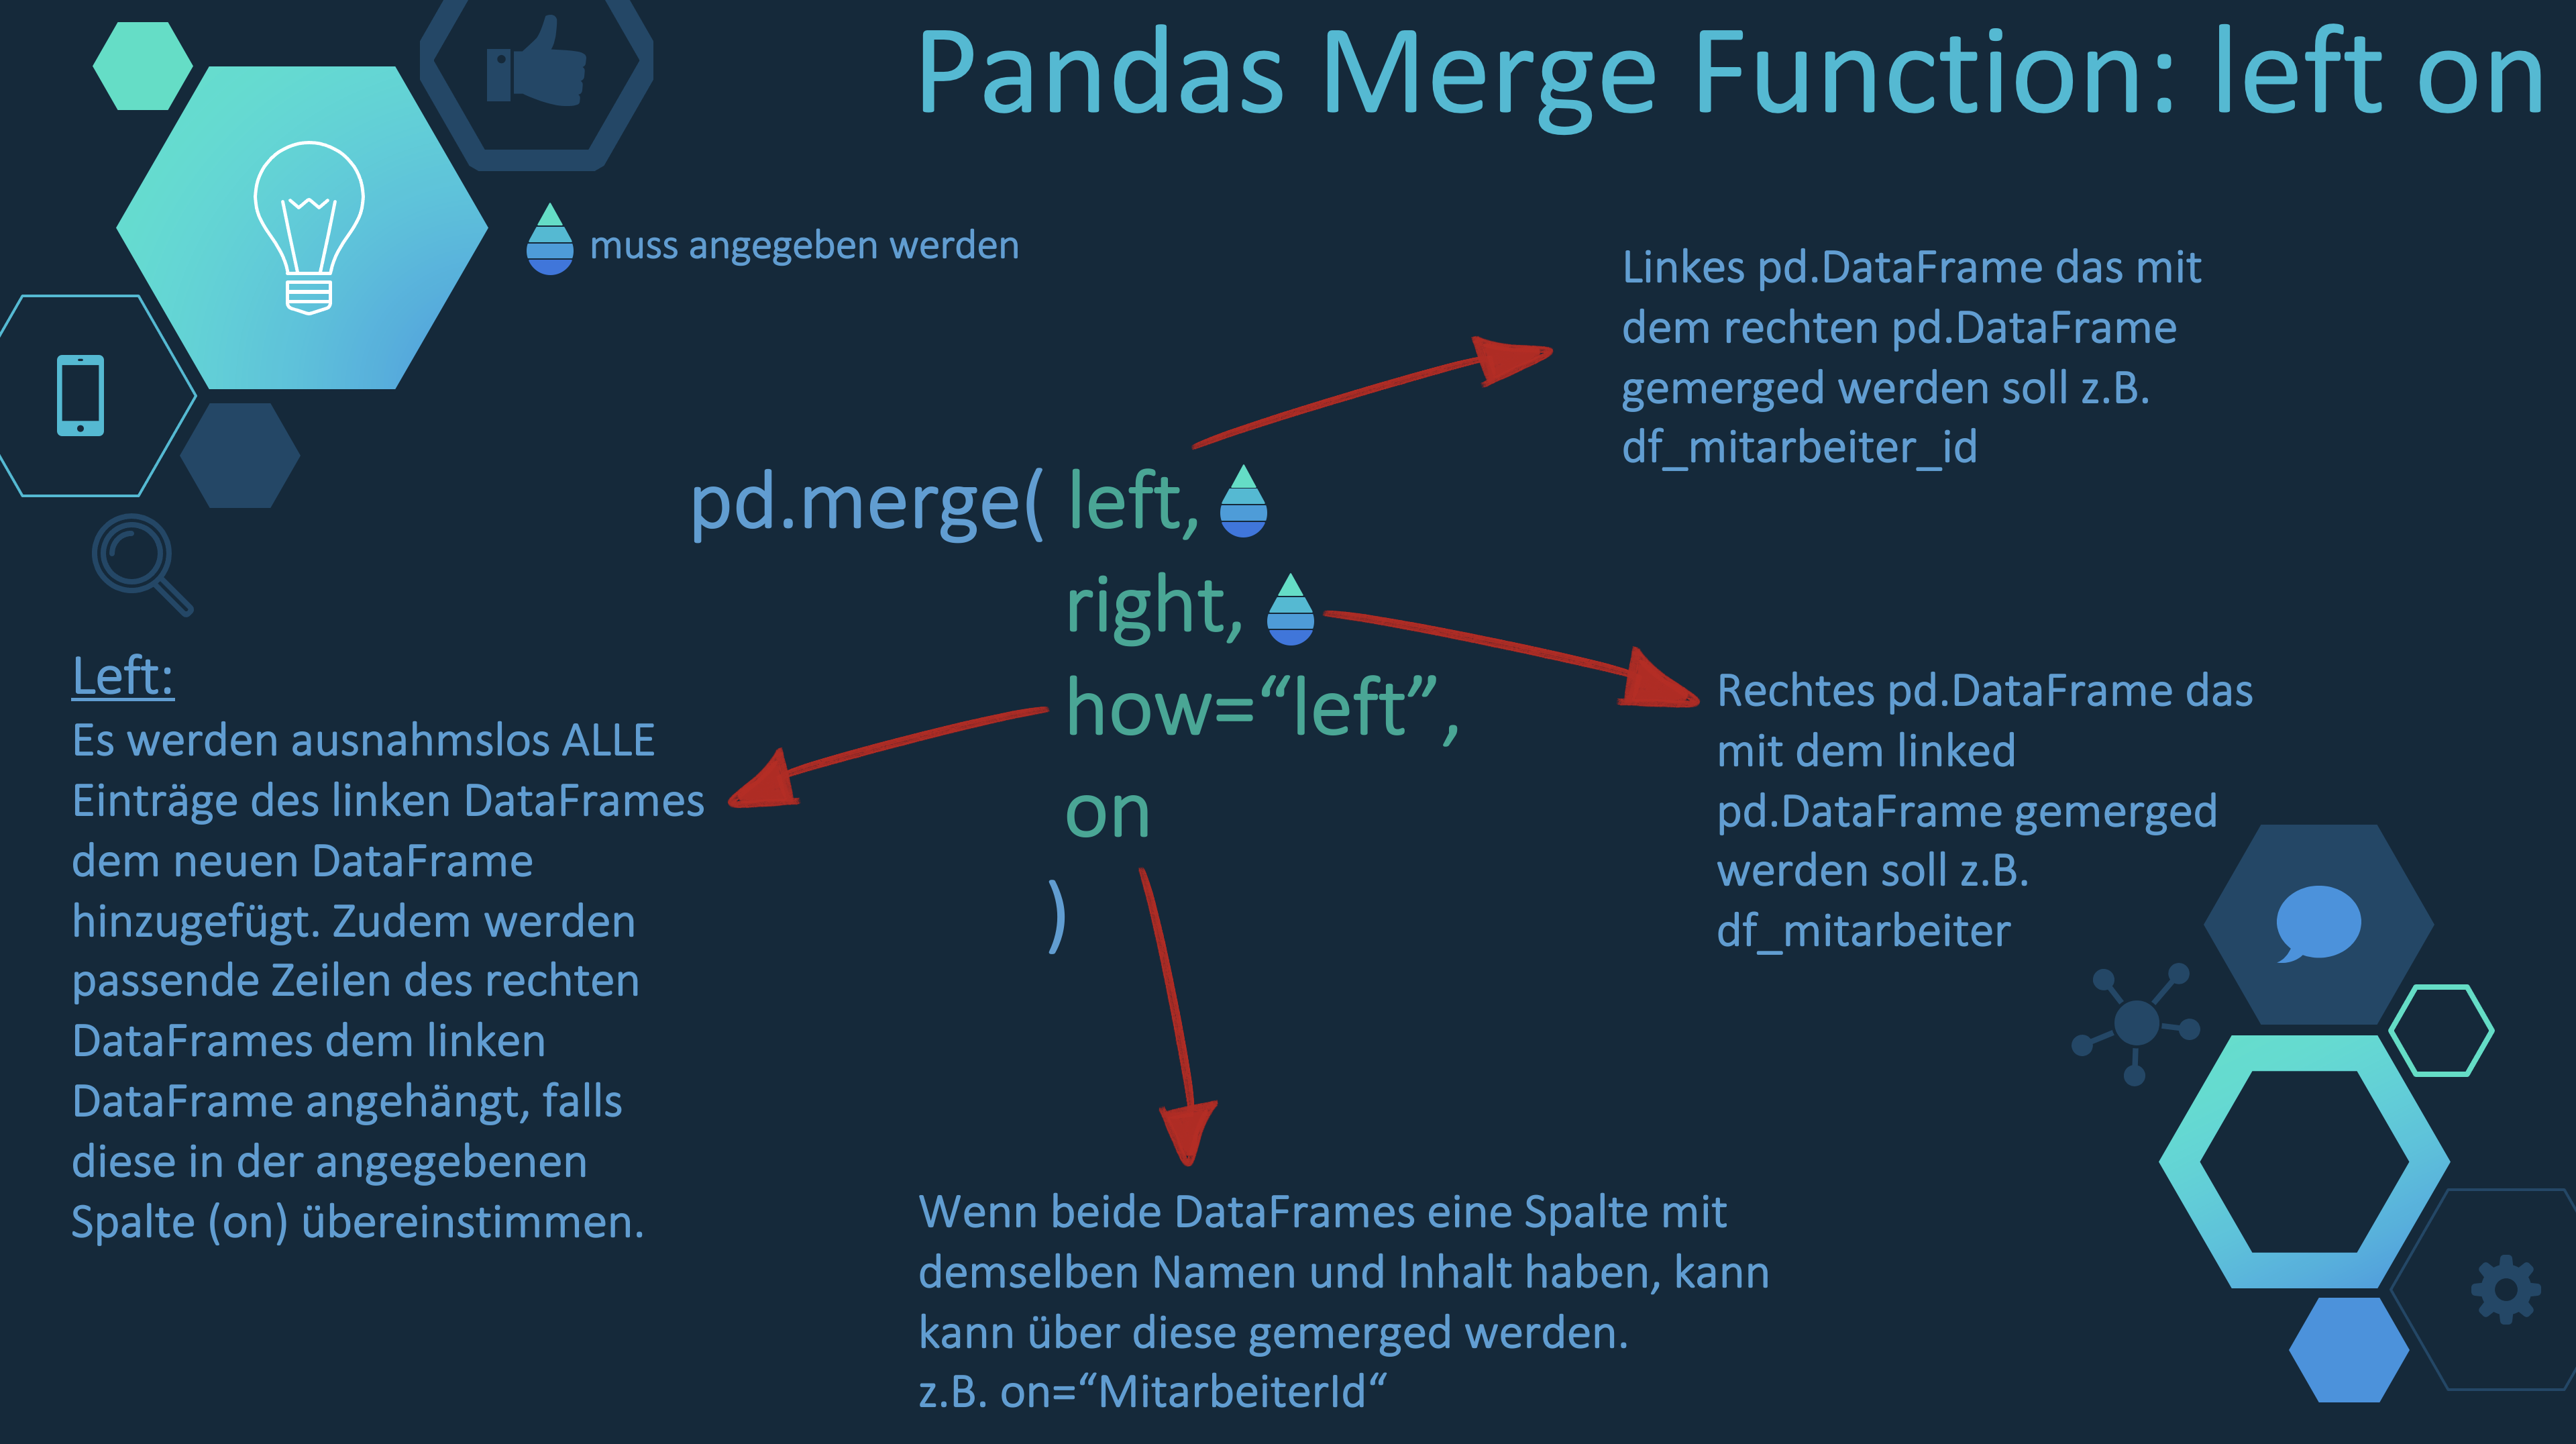 Pandas Merge Function: left on
muss angegeben werden
Linkes pd.DataFrame das mit
dem rechten pd.DataFrame
gemerged werden soll z.B.
df_mitarbeiter_id
pd.merge( left,
right,
how=“left”,
on
)
Rechtes pd.DataFrame das
mit dem linked
pd.DataFrame gemerged
werden soll z.B.
df_mitarbeiter
Left:
Es werden ausnahmslos ALLE
Einträge des linken DataFrames
dem neuen DataFrame
hinzugefügt. Zudem werden
passende Zeilen des rechten
DataFrames dem linken
DataFrame angehängt, falls
diese in der angegebenen
Spalte (on) übereinstimmen.
Wenn beide DataFrames eine Spalte mit
demselben Namen und Inhalt haben, kann
kann über diese gemerged werden.
z.B. on=“MitarbeiterId“